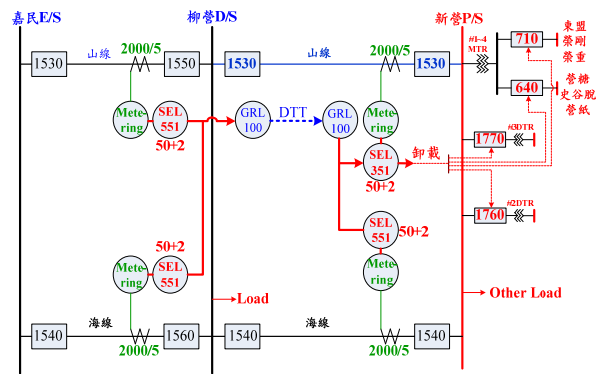 嘉民E/S
柳營D/S
新營P/S
1530
山線
2000/5
1550
1530
山線
2000/5
1530
#1~4
MTR
710
東盟
榮剛
榮重
640
營糖
史谷脫
營紙
Mete-
ring
SEL
551
50+2
GRL
100
DTT
GRL
100
Mete-
ring
SEL
351
50+2
卸載
1770
#3DTR
1760
#2DTR
SEL
551
50+2
Mete-
ring
Mete-
ring
SEL
551
50+2
Load
Other Load
1540
海線
2000/5
1560
1540
海線
2000/5
1540